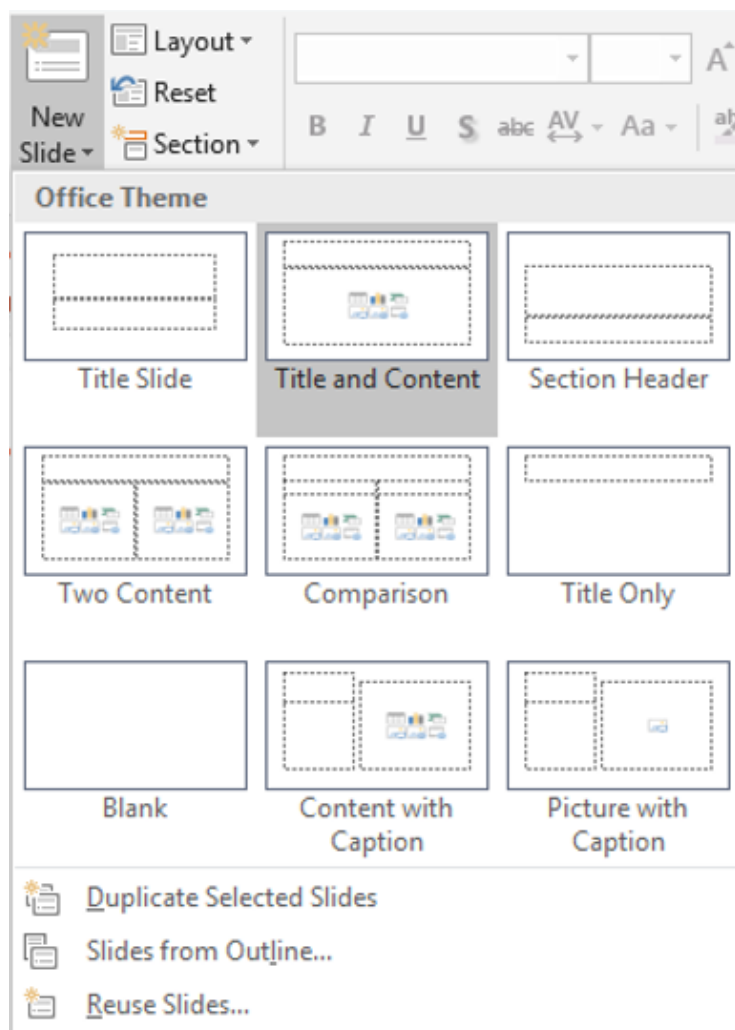 Layout
Reset
New
Slide
Section
A
B I U S abc AV Aa ab
Office Theme
Title Slide
Title and Content
Section Header
Two Content
Comparison
Title Only
Blank
Content with
Caption
Picture with
Caption
Duplicate Selected Slides
Slides from Outline...
Reuse Slides...